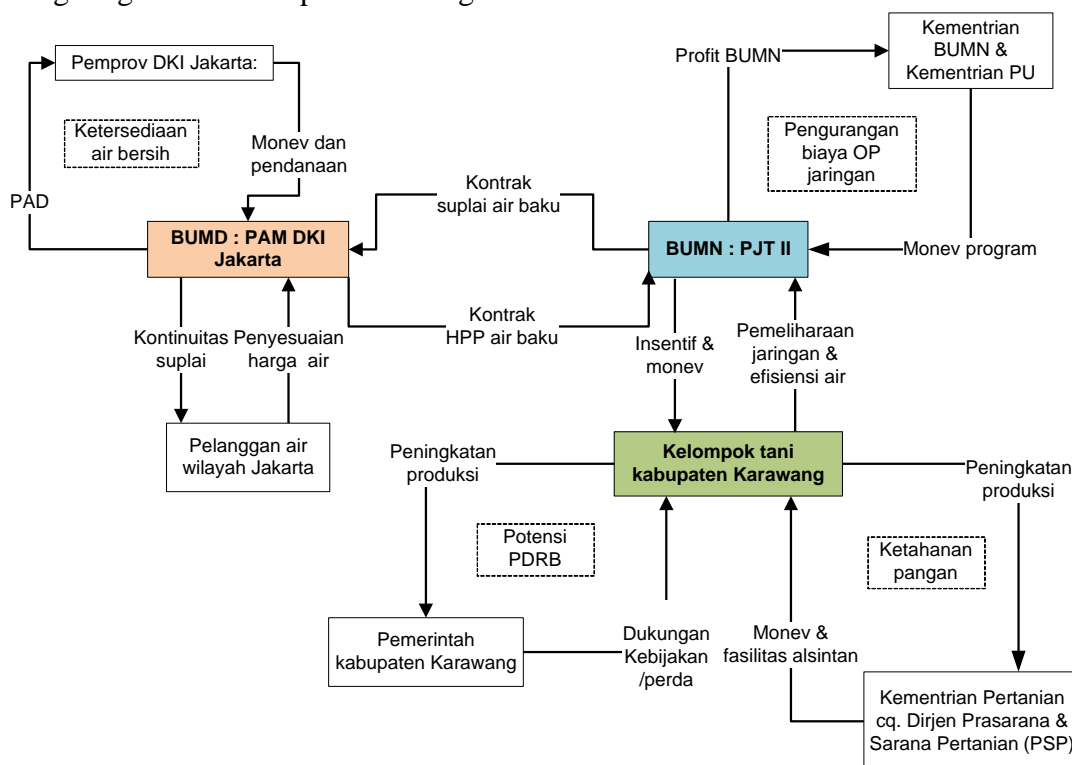 Pemprov DKI Jakarta:
Ketersediaan
air bersih
Monev dan
pendanaan
PAD
BUMD : PAM DKI
Jakarta
Kontinuitas
suplai
Penyesuaian
harga air
Pelanggan air
wilayah Jakarta
Kontrak
suplai air baku
Kontrak
HPP air baku
Profit BUMN
Kementrian
BUMN &
Kementrian PU
Pengurangan
biaya OP
jaringan
BUMN : PJT II
Monev program
Insentif &
monev
Pemeliharaan
jaringan &
efisiensi air
Kelompok tani
kabupaten Karawang
Peningkatan
produksi
Potensi
PDRB
Pemerintah
kabupaten Karawang
Dukungan
Kebijakan
/perda
Peningkatan
produksi
Ketahanan
pangan
Monev &
fasilitas alsintan
Kementrian Pertanian
cq. Dirjen Prasarana &
Sarana Pertanian (PSP)